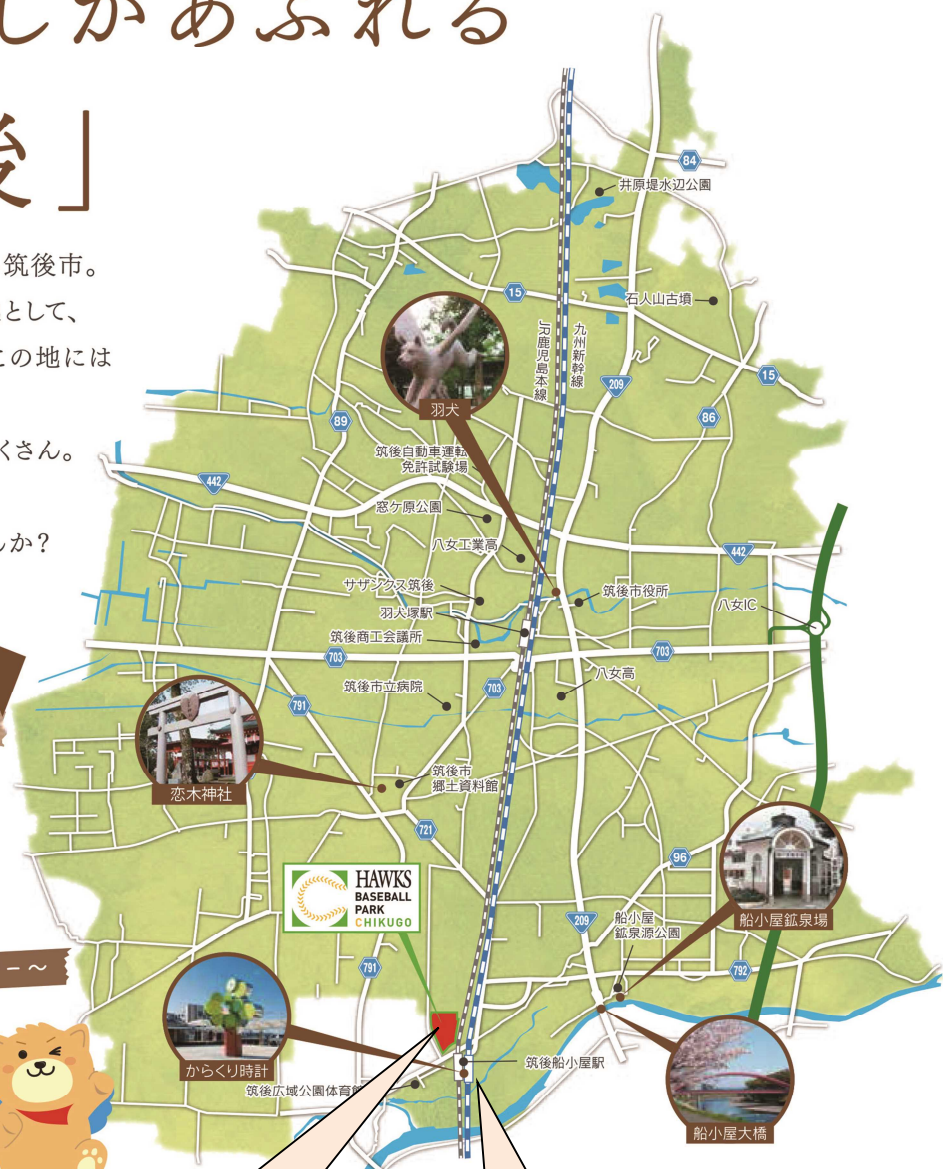 しがあふれる
後」
筑後市。
として、
この地には
くさん。
んか?
84
井原堤水辺公園
15
石人山古墳
九州新幹線
JR鹿児島本線
羽犬
209
15
89
86
筑後自動車運転
免許試験場
442
窓ケ原公園
八女工業高
442
サザンクス筑後
筑後市役所
八女IC
羽犬塚駅
筑後商工会議所
703
703
八女高
筑後市立病院
703
791
恋木神社
筑後市
郷土資料館
721
96
HAWKS
BASEBALL
PARK
CHIKUGO
船小屋鉱泉場
209
船小屋
鉱泉源公園
791
792
からくり時計
筑後船小屋駅
筑後広域公園体育館
船小屋大橋